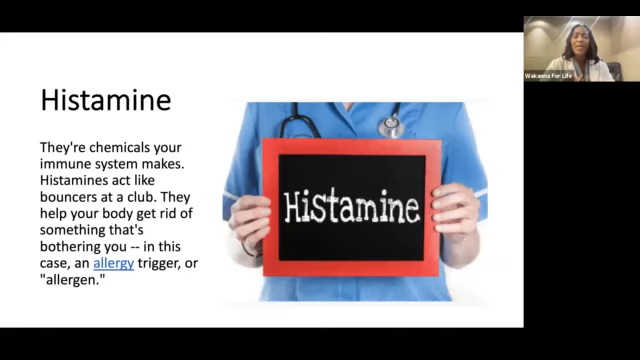 Histamine
They're chemicals your
immune system makes.
Histamines act like
bouncers at a club. They
help your body get rid of
something that's
bothering you -- in this
case, an allergy trigger, or
"allergen."
Histamine
Wakanna For Life